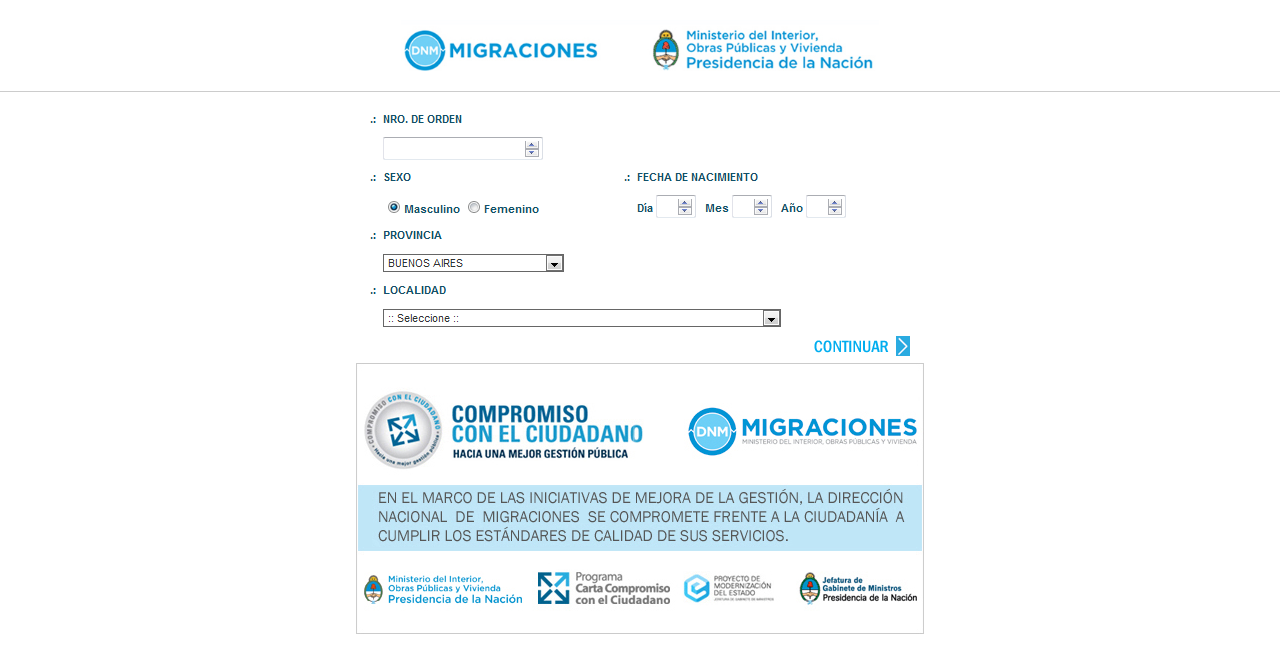 DNM MIGRACIONES
Ministerio del Interior,
Obras Públicas y Vivienda
Presidencia de la Nación
.: NRO. DE ORDEN
.: SEXO
.: FECHA DE NACIMIENTO
Masculino Femenino
Día Mes Año
.: PROVINCIA
BUENOS AIRES
.: LOCALIDAD
:: Seleccione ::
CONTINUAR
COMPROMISO CON EL CIUDADANO
Hacia una mejor gestión pública
COMPROMISO
CON EL CIUDADANO
HACIA UNA MEJOR GESTIÓN PÚBLICA
DNM MIGRACIONES
MINISTERIO DEL INTERIOR, OBRAS PÚBLICAS Y VIVIENDA
EN EL MARCO DE LAS INICIATIVAS DE MEJORA DE LA GESTIÓN, LA DIRECCIÓN
NACIONAL DE MIGRACIONES SE COMPROMETE FRENTE A LA CIUDADANÍA A
CUMPLIR LOS ESTÁNDARES DE CALIDAD DE SUS SERVICIOS.
Ministerio del Interior,
Obras Públicas y Vivienda
Presidencia de la Nación
Programa
Carta Compromiso
con el Ciudadano
PROYECTO DE
MODERNIZACIÓN
DEL ESTADO
JEFATURA DE GABINETE DE MINISTROS
Jefatura de
Gabinete de Ministros
Presidencia de la Nación